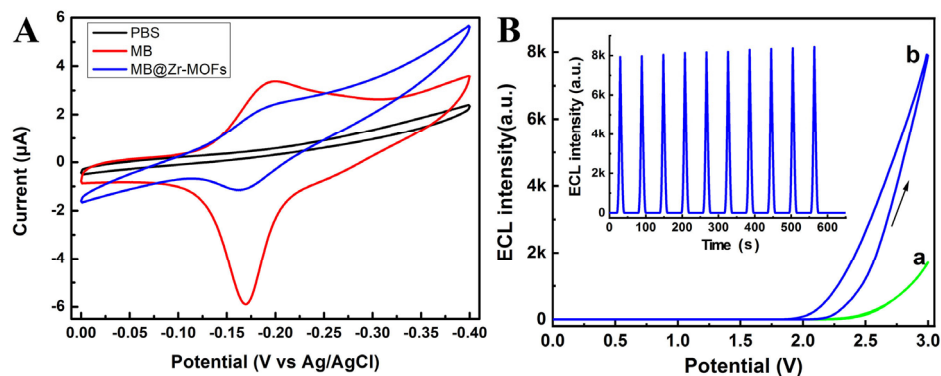 A
PBS
MB
MB@Zr-MOFs
6
4
2
0
-2
-4
-6
Current (µA)
0.00 -0.05 -0.10 -0.15 -0.20 -0.25 -0.30 -0.35 -0.40
Potential (V vs Ag/AgCl)
B
8k
6k
4k
2k
0
ECL intensity(a.u.)
0.0 0.5 1.0 1.5 2.0 2.5 3.0
Potential (V)
b
a
8k
6k
4k
2k
0
ECL intensity (a.u.)
0 100 200 300 400 500 600
Time (s)